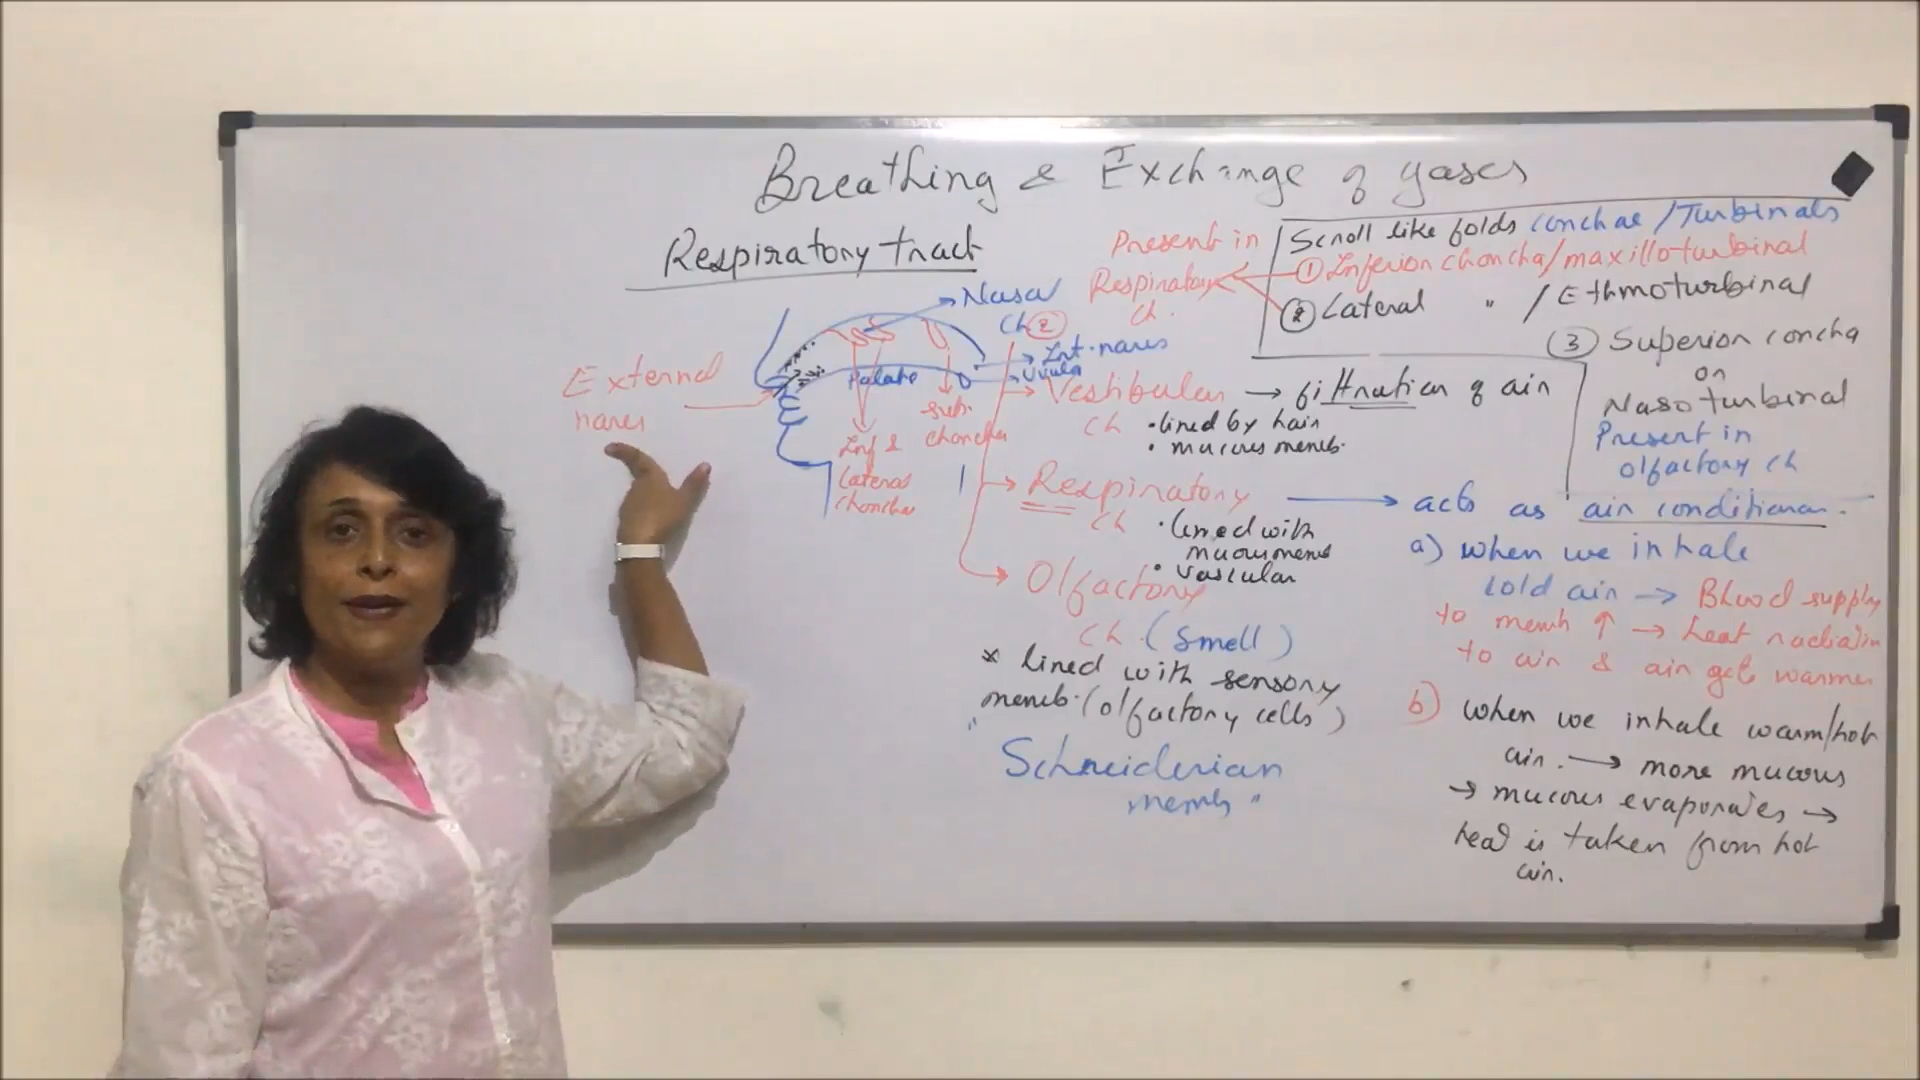 Breathing & Exchange of gases
Respiratory tract
Present in
Respiratory
Ch.
Scroll like folds conchae / Turbinals
① Inferior choncha/maxilloturbinal
② Lateral " / Ethmoturbinal
③ Superior concha
or
Nasoturbinal
Present in
Olfactory Ch
Nasal
Ch ②
Int. nares
Uvula
Palate
External
nares
Sup.
choncha
Inf &
Lateral
Choncha
Vestibular → filtration of air
Ch
• lined by hair
• mucous memb.
Respiratory → acts as air conditioner.
Ch
• lined with
mucous memb
• vascular
Olfactory
Ch (Smell)
* lined with sensory
memb. (olfactory cells)
" Schneiderian
memb "
a) when we inhale
cold air → Blood supply
to memb ↑ → heat radiation
to air & air gets warmer
b) when we inhale warm/hot
air. → more mucous
→ mucous evaporates →
heat is taken from hot
air.